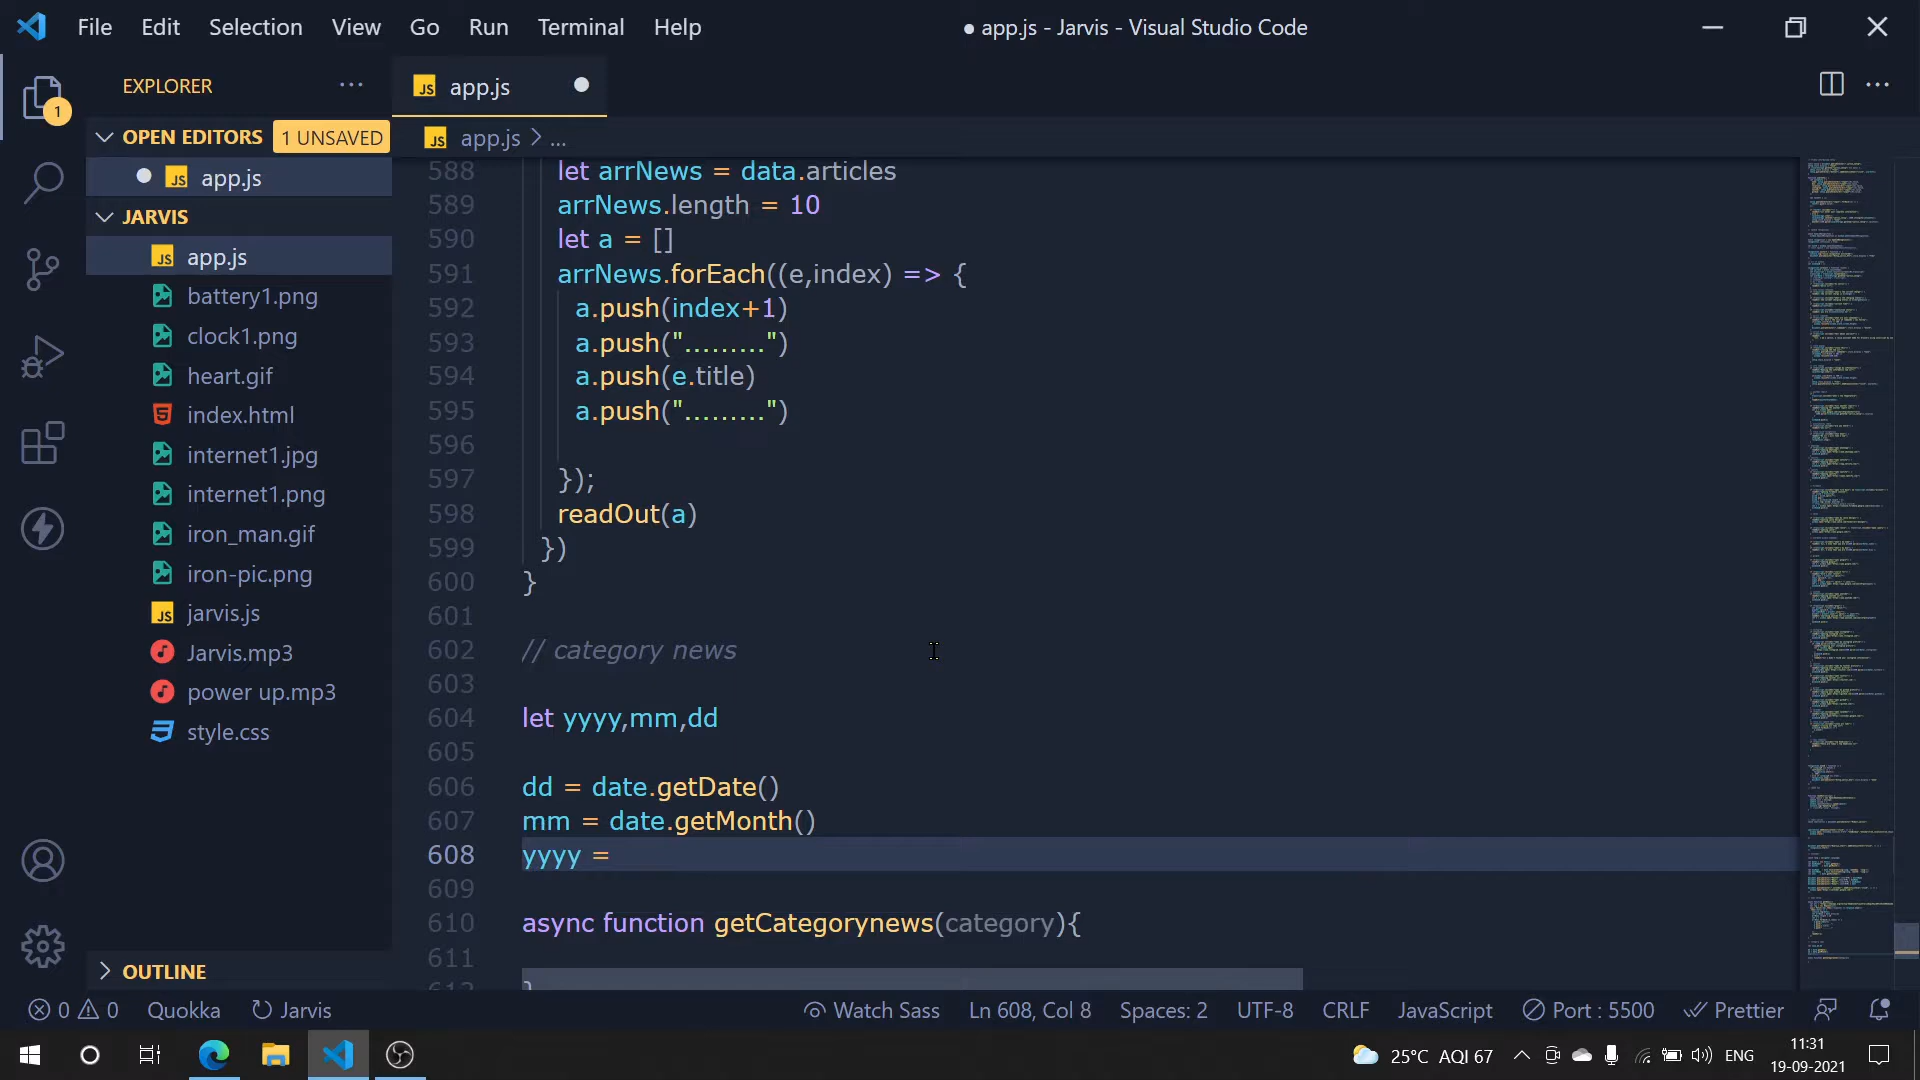 File Edit Selection View Go Run Terminal Help
● app.js - Jarvis - Visual Studio Code
EXPLORER
1
OPEN EDITORS 1 UNSAVED
JS app.js
JARVIS
JS app.js
battery1.png
clock1.png
heart.gif
index.html
internet1.jpg
internet1.png
iron_man.gif
iron-pic.png
JS jarvis.js
Jarvis.mp3
power up.mp3
style.css
OUTLINE
JS app.js
JS app.js > ...
588 let arrNews = data.articles
589 arrNews.length = 10
590 let a = []
591 arrNews.forEach((e,index) => {
592 a.push(index+1)
593 a.push(".........")
594 a.push(e.title)
595 a.push(".........")
596
597 });
598 readOut(a)
599 })
600 }
601
602 // category news
603
604 let yyyy,mm,dd
605
606 dd = date.getDate()
607 mm = date.getMonth()
608 yyyy =
609
610 async function getCategorynews(category){
611
0 0 Quokka Jarvis Watch Sass Ln 608, Col 8 Spaces: 2 UTF-8 CRLF JavaScript Port : 5500 Prettier
25°C AQI 67 ENG 11:31
19-09-2021